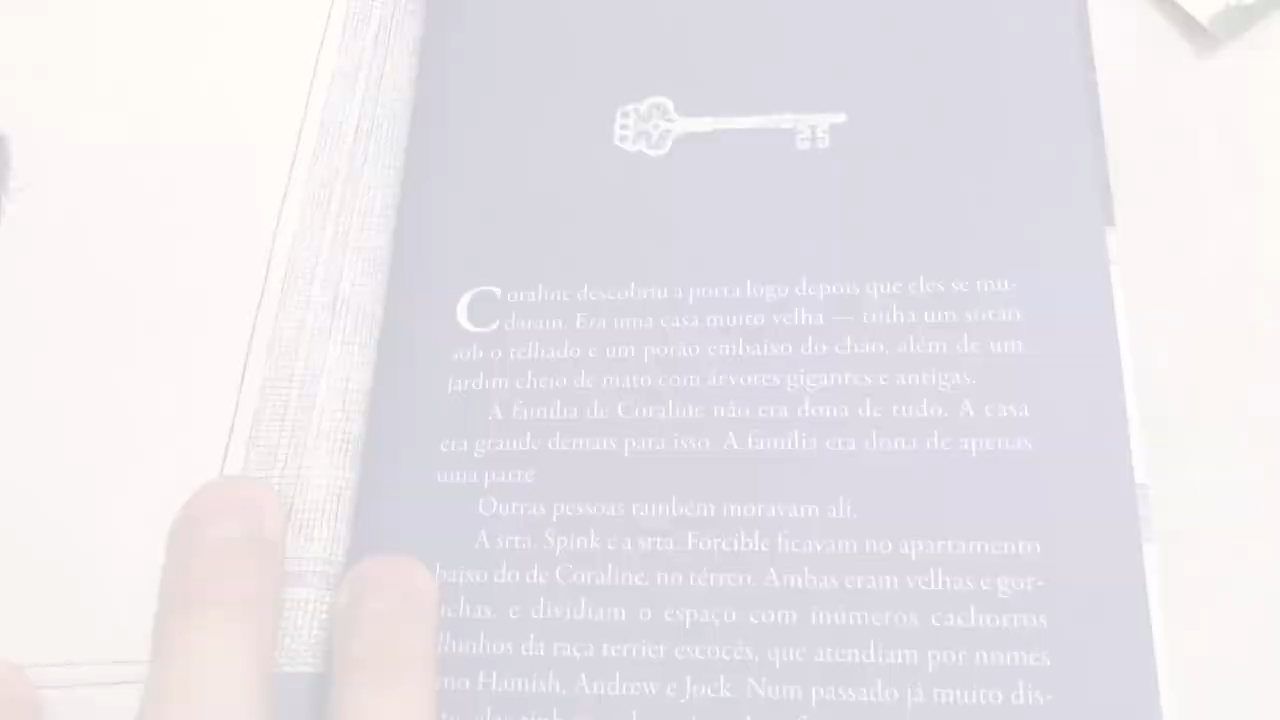 Coraline descobriu a porta logo depois que eles se mu-
daram. Era uma casa muito velha — tinha um sótão
sob o telhado e um porão embaixo do chão, além de um
jardim cheio de mato com árvores gigantes e antigas.
A família de Coraline não era dona de tudo. A casa
era grande demais para isso. A família era dona de apenas
uma parte
Outras pessoas também moravam ali.
A srta. Spink e a srta. Forcible ficavam no apartamento
baixo do de Coraline, no térreo. Ambas eram velhas e gor-
ichas, e dividiam o espaço com inúmeros cachorros
lhinhos da raça terrier escocês, que atendiam por nomes
mo Hamish, Andrew e Jock. Num passado já muito dis-